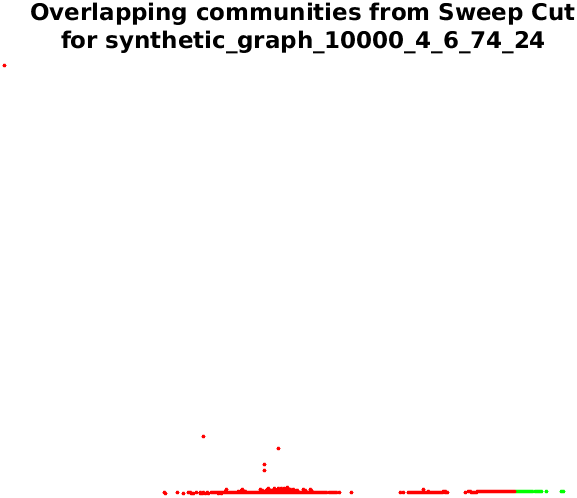 Overlapping communities from Sweep Cut
for synthetic_graph_10000_4_6_74_24